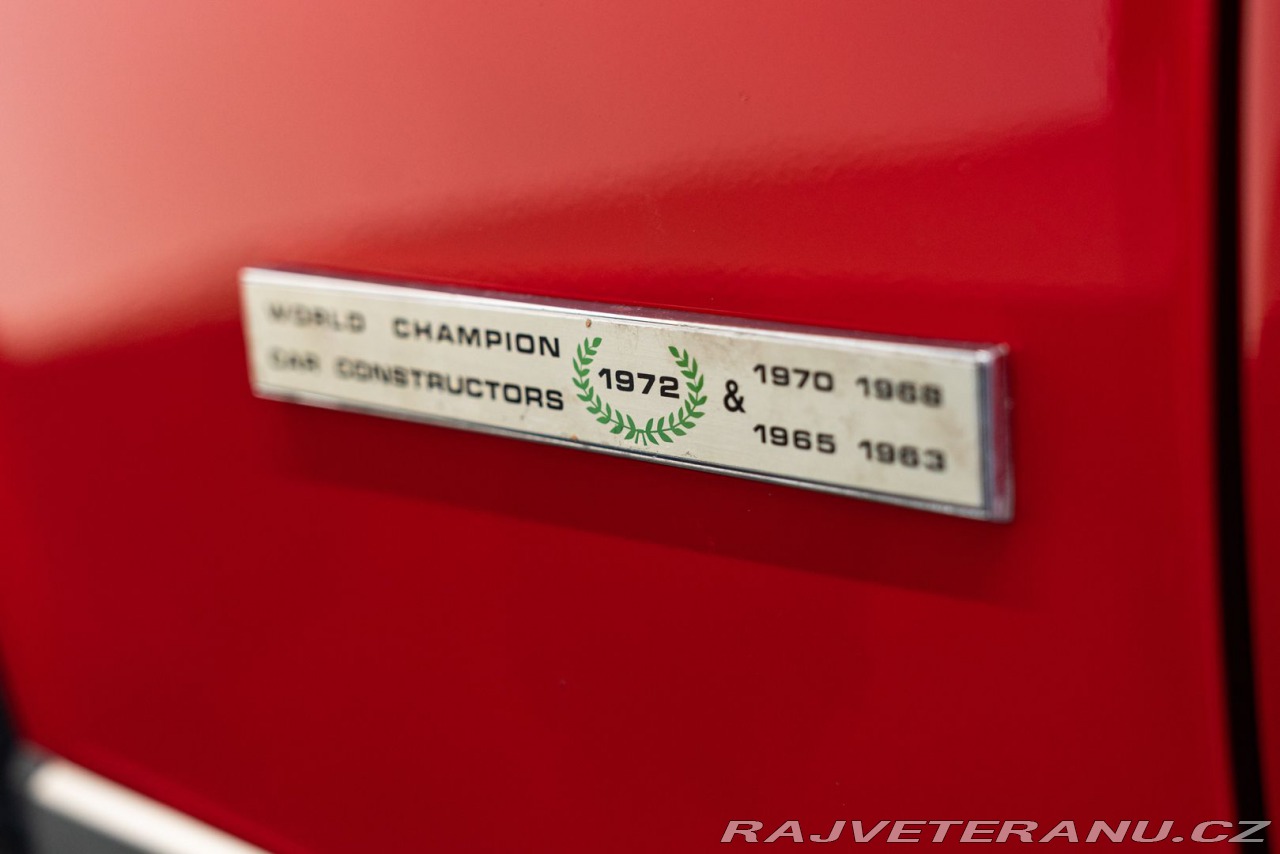 WORLD CHAMPION
CAR CONSTRUCTORS
1972
&
1970 1968
1965 1963
RAJVETERANU.CZ